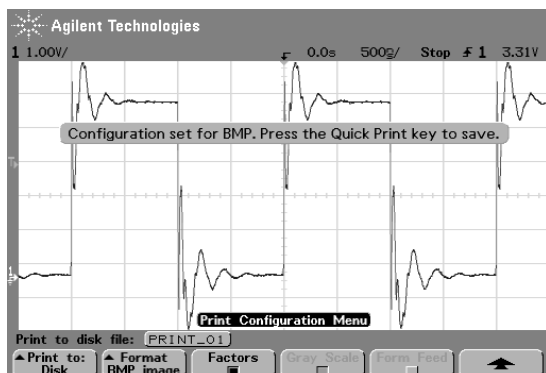 Agilent Technologies
1 1.00V/ 0.0s 500ƞ/ Stop 1 3.31V
Configuration set for BMP. Press the Quick Print key to save.
Print Configuration Menu
Print to disk file: PRINT_01
Print to: Disk
Format BMP image
Factors
Gray Scale
Form Feed